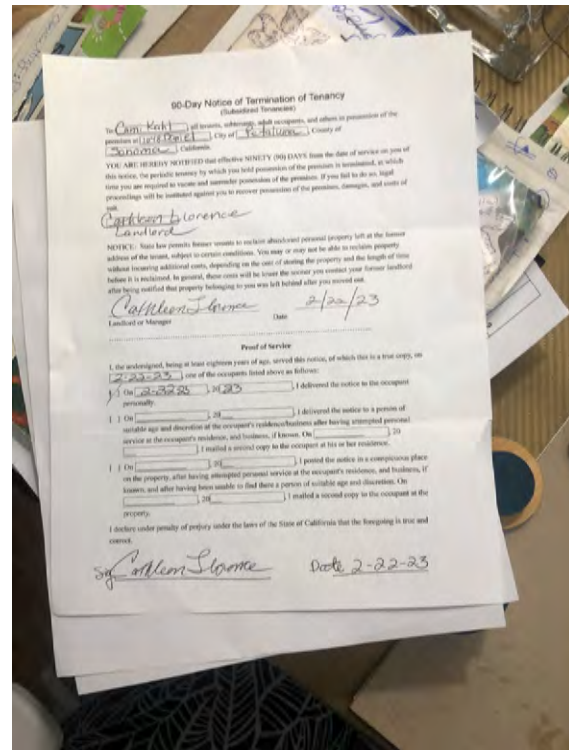 90-Day Notice of Termination of Tenancy
(Subsidized Tenancies)
To Cami Kahl, all tenants, subtenants, adult occupants, and others in possession of the
premises at , City of Petaluma, County of
Sonoma, California.
YOU ARE HEREBY NOTIFIED that effective NINETY (90) DAYS from the date of service on you of
this notice, the periodic tenancy by which you hold possession of the premises is terminated, at which
time you are required to vacate and surrender possession of the premises. If you fail to do so, legal
proceedings will be instituted against you to recover possession of the premises, damages, and costs of
suit.
Cathleen Florence
Landlord
NOTICE: State law permits former tenants to reclaim abandoned personal property left at the former
address of the tenant, subject to certain conditions. You may or may not be able to reclaim property
without incurring additional costs, depending on the cost of storing the property and the length of time
before it is reclaimed. In general, these costs will be lower the sooner you contact your former landlord
after being notified that property belonging to you was left behind after you moved out.
Cathleen Florence 2/22/23
Landlord or Manager Date
Proof of Service
I, the undersigned, being at least eighteen years of age, served this notice, of which this is a true copy, on
2-22-23, one of the occupants listed above as follows:
On 2-22 23, 20 23, I delivered the notice to the occupant
personally.
[ ] On , 20 , I delivered the notice to a person of
suitable age and discretion at the occupant's residence/business after having attempted personal
service at the occupant's residence, and business, if known. On , 20
, I mailed a second copy to the occupant at his or her residence.
[ ] On , 20 , I posted the notice in a conspicuous place
on the property, after having attempted personal service at the occupant's residence, and business, if
known, and after having been unable to find there a person of suitable age and discretion. On
, 20 , I mailed a second copy to the occupant at the
property.
I declare under penalty of perjury under the laws of the State of California that the foregoing is true and
correct.
Cathleen Florence Date 2-22-23